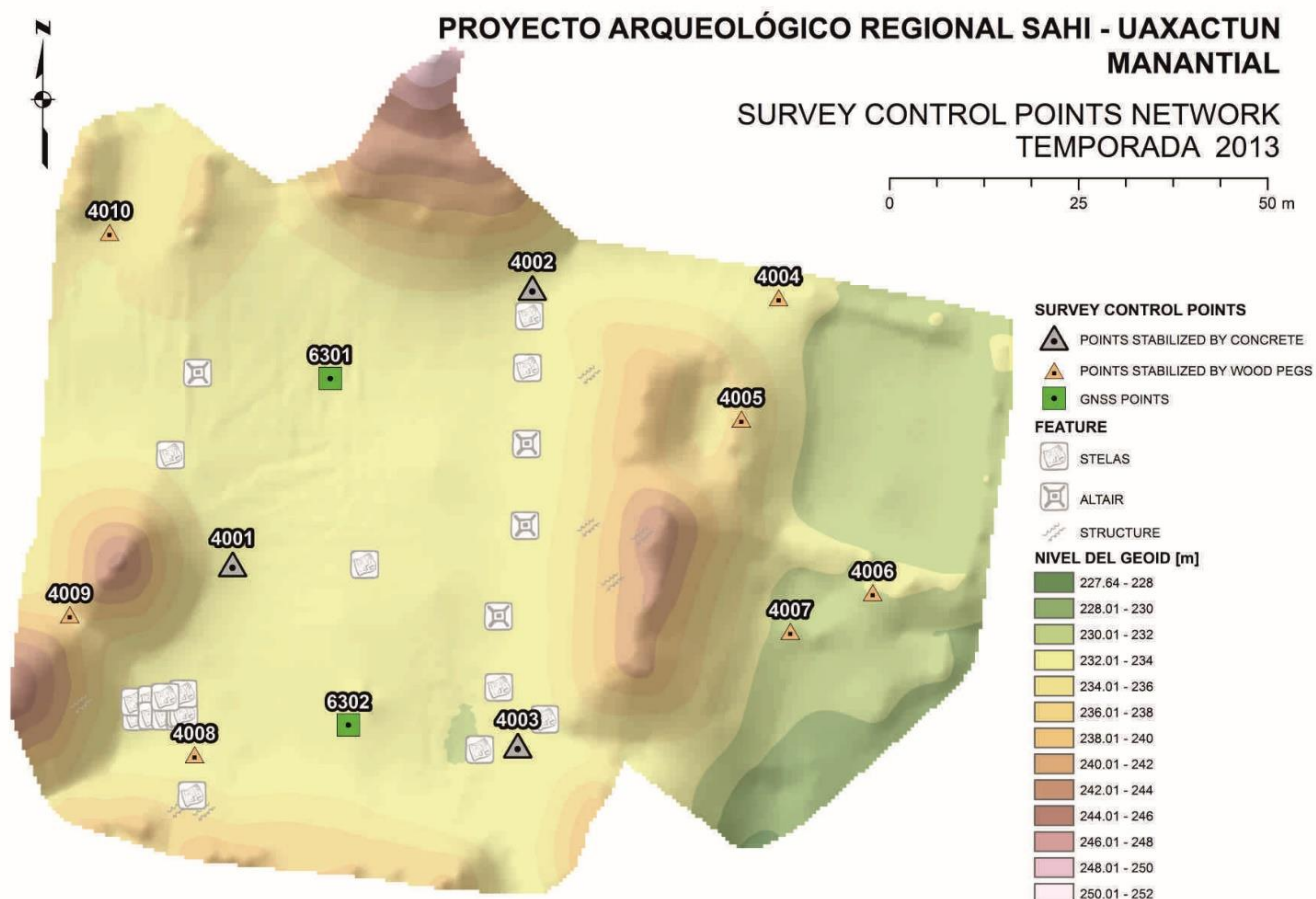 PROYECTO ARQUEOLÓGICO REGIONAL SAHI - UAXACTUN
MANANTIAL
SURVEY CONTROL POINTS NETWORK
TEMPORADA 2013
0 25 50 m
N
4010
4002
4004
6301
4005
4001
4009
4006
4007
6302
4003
4008
SURVEY CONTROL POINTS
POINTS STABILIZED BY CONCRETE
POINTS STABILIZED BY WOOD PEGS
GNSS POINTS
FEATURE
STELAS
ALTAIR
STRUCTURE
NIVEL DEL GEOID [m]
227.64 - 228
228.01 - 230
230.01 - 232
232.01 - 234
234.01 - 236
236.01 - 238
238.01 - 240
240.01 - 242
242.01 - 244
244.01 - 246
246.01 - 248
248.01 - 250
250.01 - 252